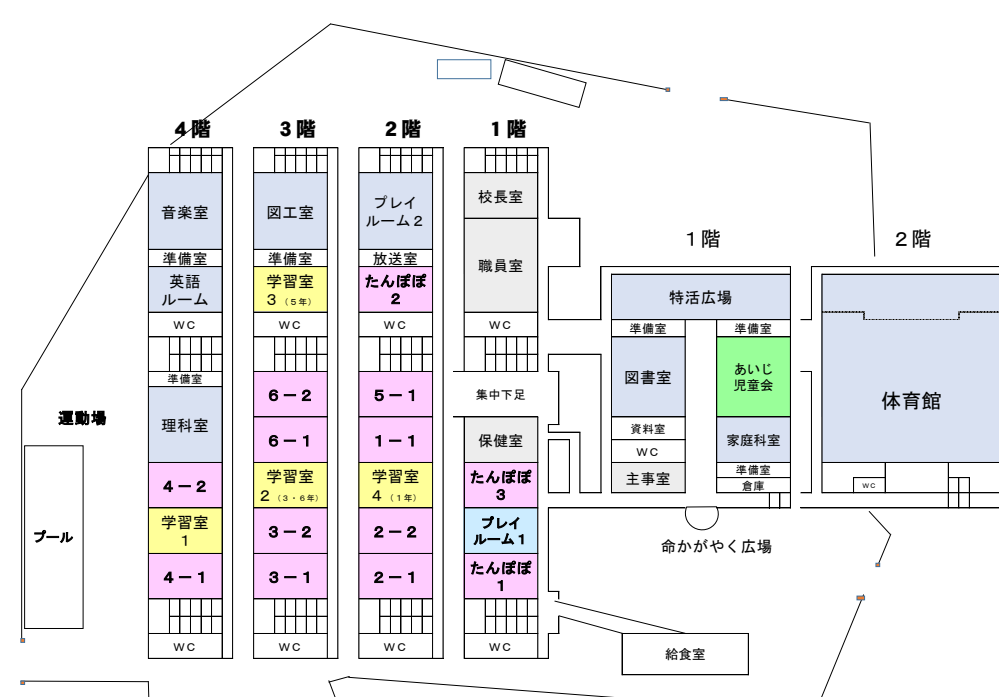 4階
3階
2階
1階
音楽室
準備室
英語
ルーム
WC
準備室
理科室
4－2
学習室
1
4－1
WC
図工室
準備室
学習室
3（5年）
WC
6－2
6－1
学習室
2（3・6年）
3－2
3－1
WC
プレイ
ルーム2
放送室
たんぽぽ
2
WC
5－1
1－1
学習室
4（1年）
2－2
2－1
WC
校長室
職員室
WC
集中下足
保健室
たんぽぽ
3
プレイ
ルーム1
たんぽぽ
1
WC
運動場
プール
1階
特活広場
準備室
準備室
図書室
あいじ
児童会
資料室
WC
主事室
家庭科室
準備室
倉庫
2階
体育館
WC
命かがやく広場
給食室